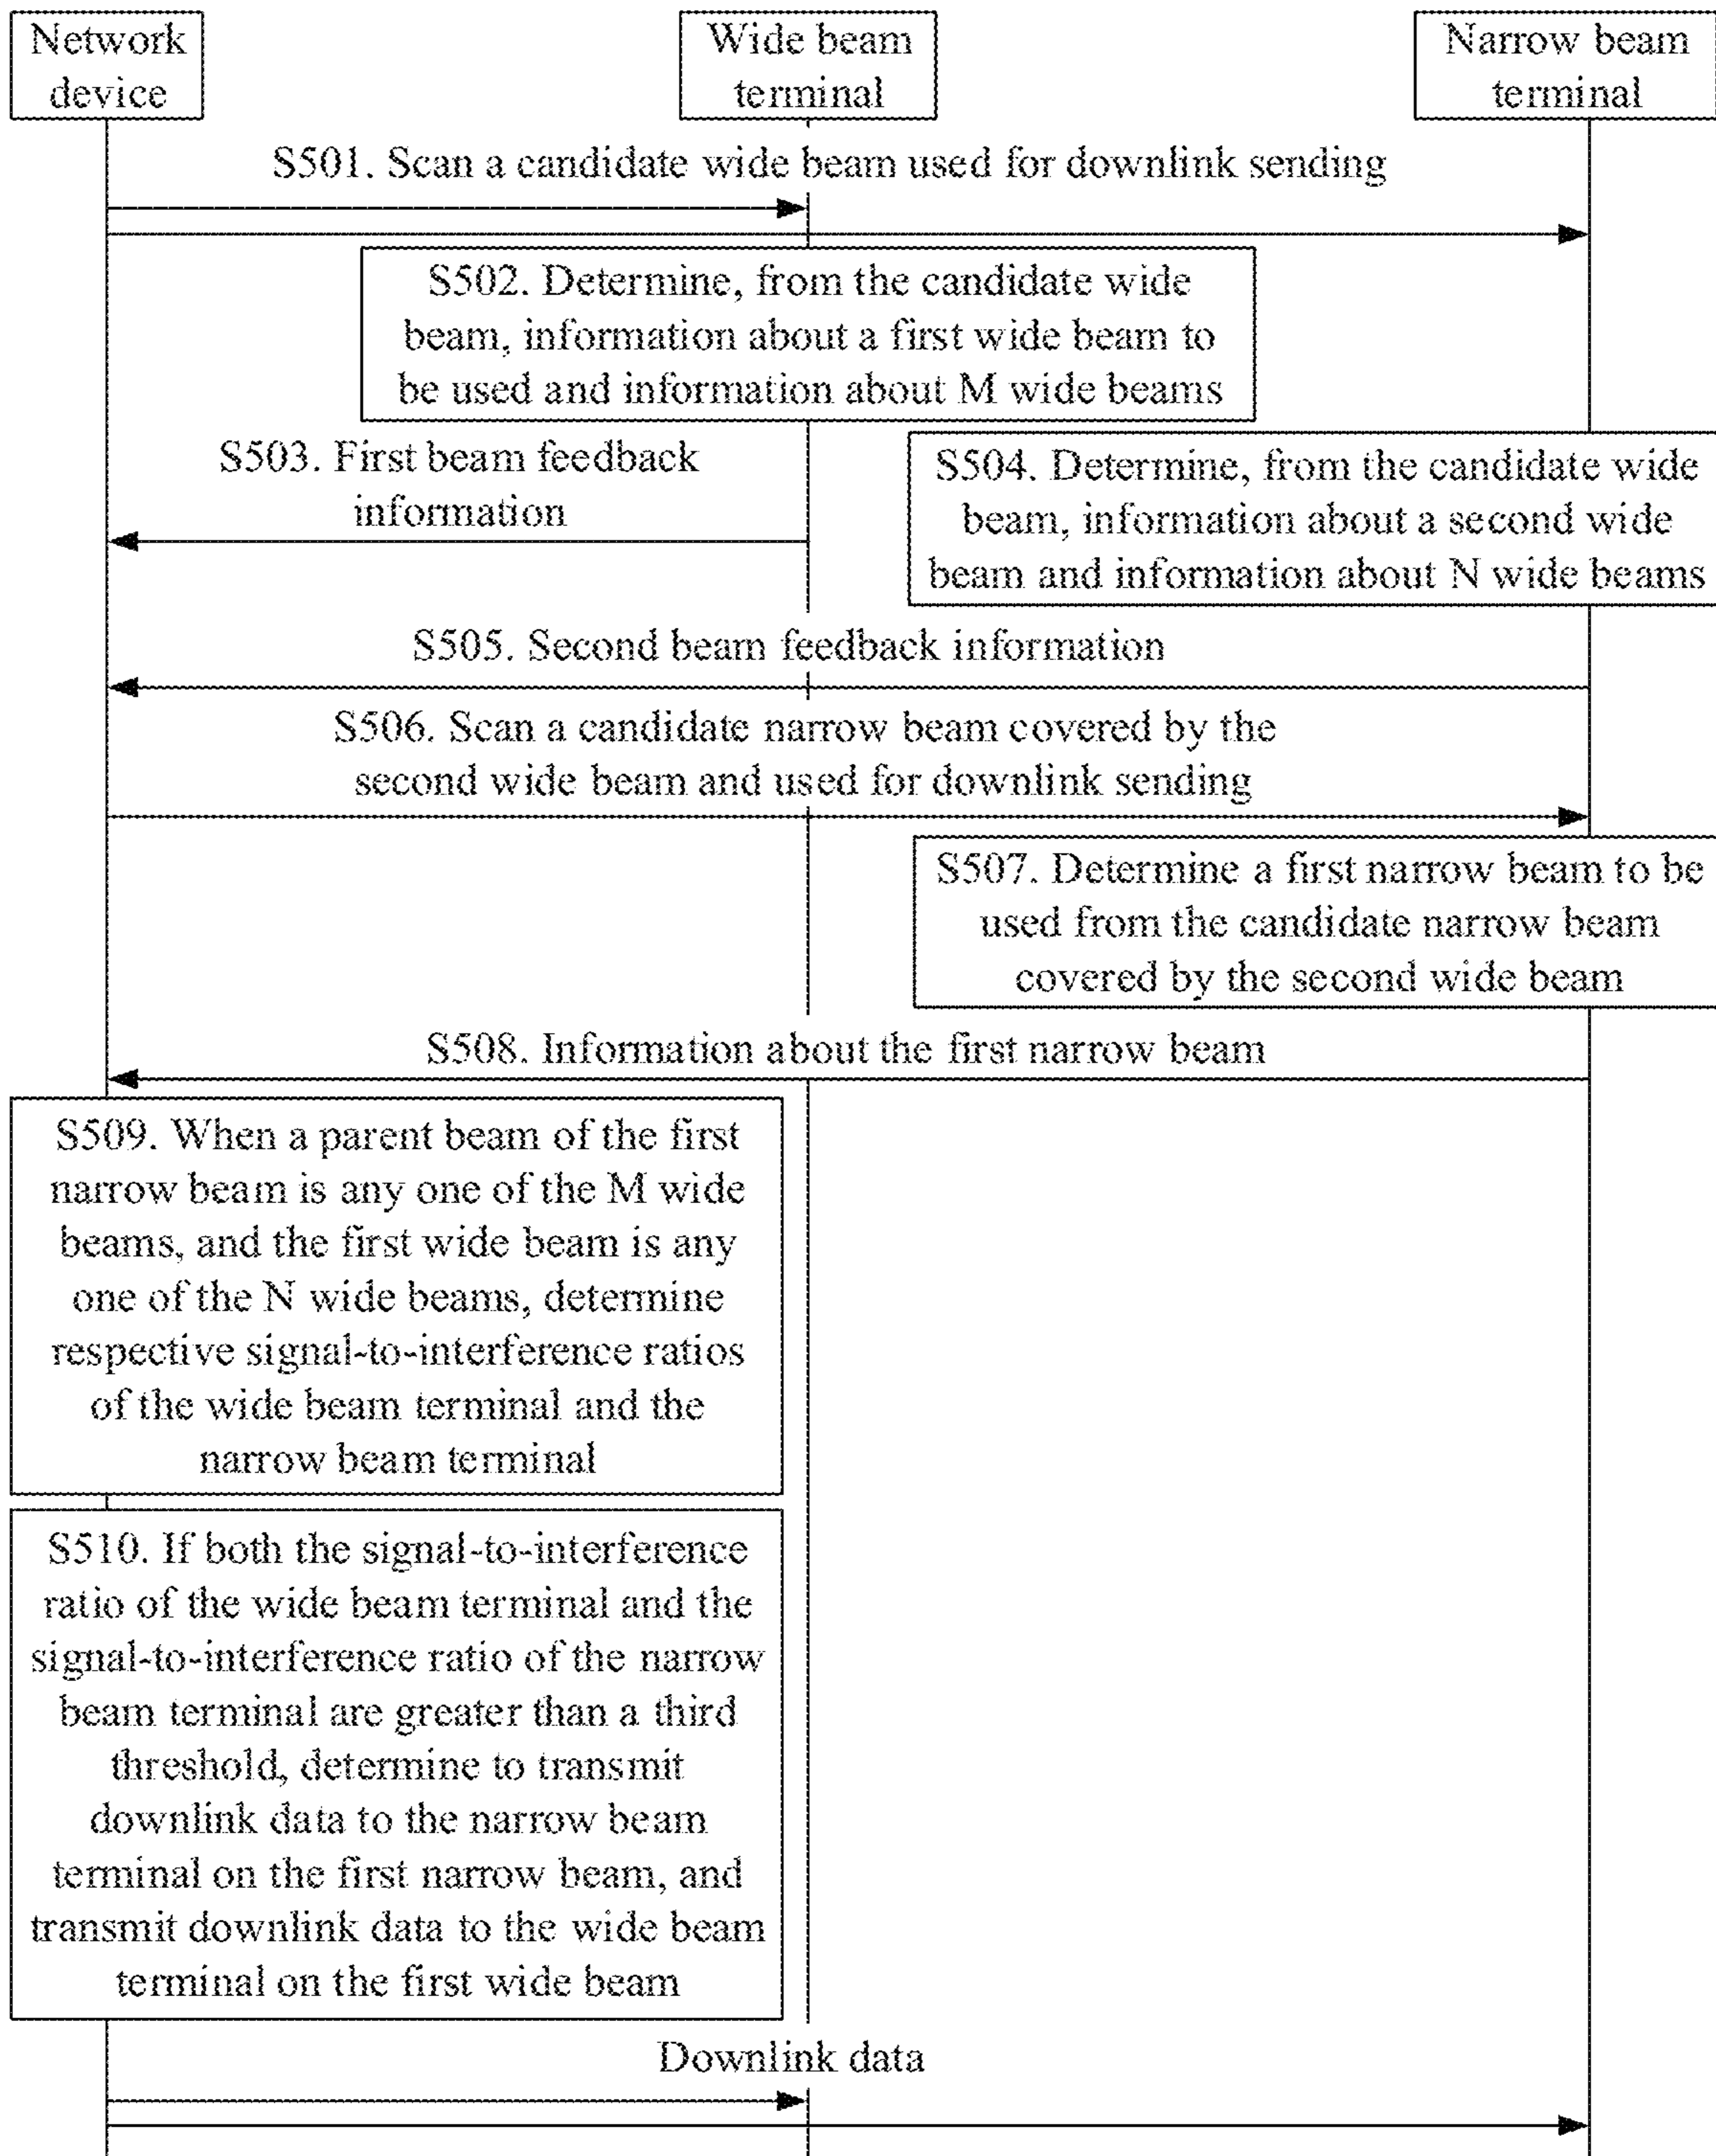 Network
device
Wide beam
terminal
Narrow beam
terminal
S501. Scan a candidate wide beam used for downlink sending
S502. Determine, from the candidate wide
beam, information about a first wide beam to
be used and information about M wide beams
S503. First beam feedback
information
S504. Determine, from the candidate wide
beam, information about a second wide
beam and information about N wide beams
S505. Second beam feedback information
S506. Scan a candidate narrow beam covered by the
second wide beam and used for downlink sending
S507. Determine a first narrow beam to be
used from the candidate narrow beam
covered by the second wide beam
S508. Information about the first narrow beam
S509. When a parent beam of the first
narrow beam is any one of the M wide
beams, and the first wide beam is any
one of the N wide beams, determine
respective signal-to-interference ratios
of the wide beam terminal and the
narrow beam terminal
S510. If both the signal-to-interference
ratio of the wide beam terminal and the
signal-to-interference ratio of the narrow
beam terminal are greater than a third
threshold, determine to transmit
downlink data to the narrow beam
terminal on the first narrow beam, and
transmit downlink data to the wide beam
terminal on the first wide beam
Downlink data